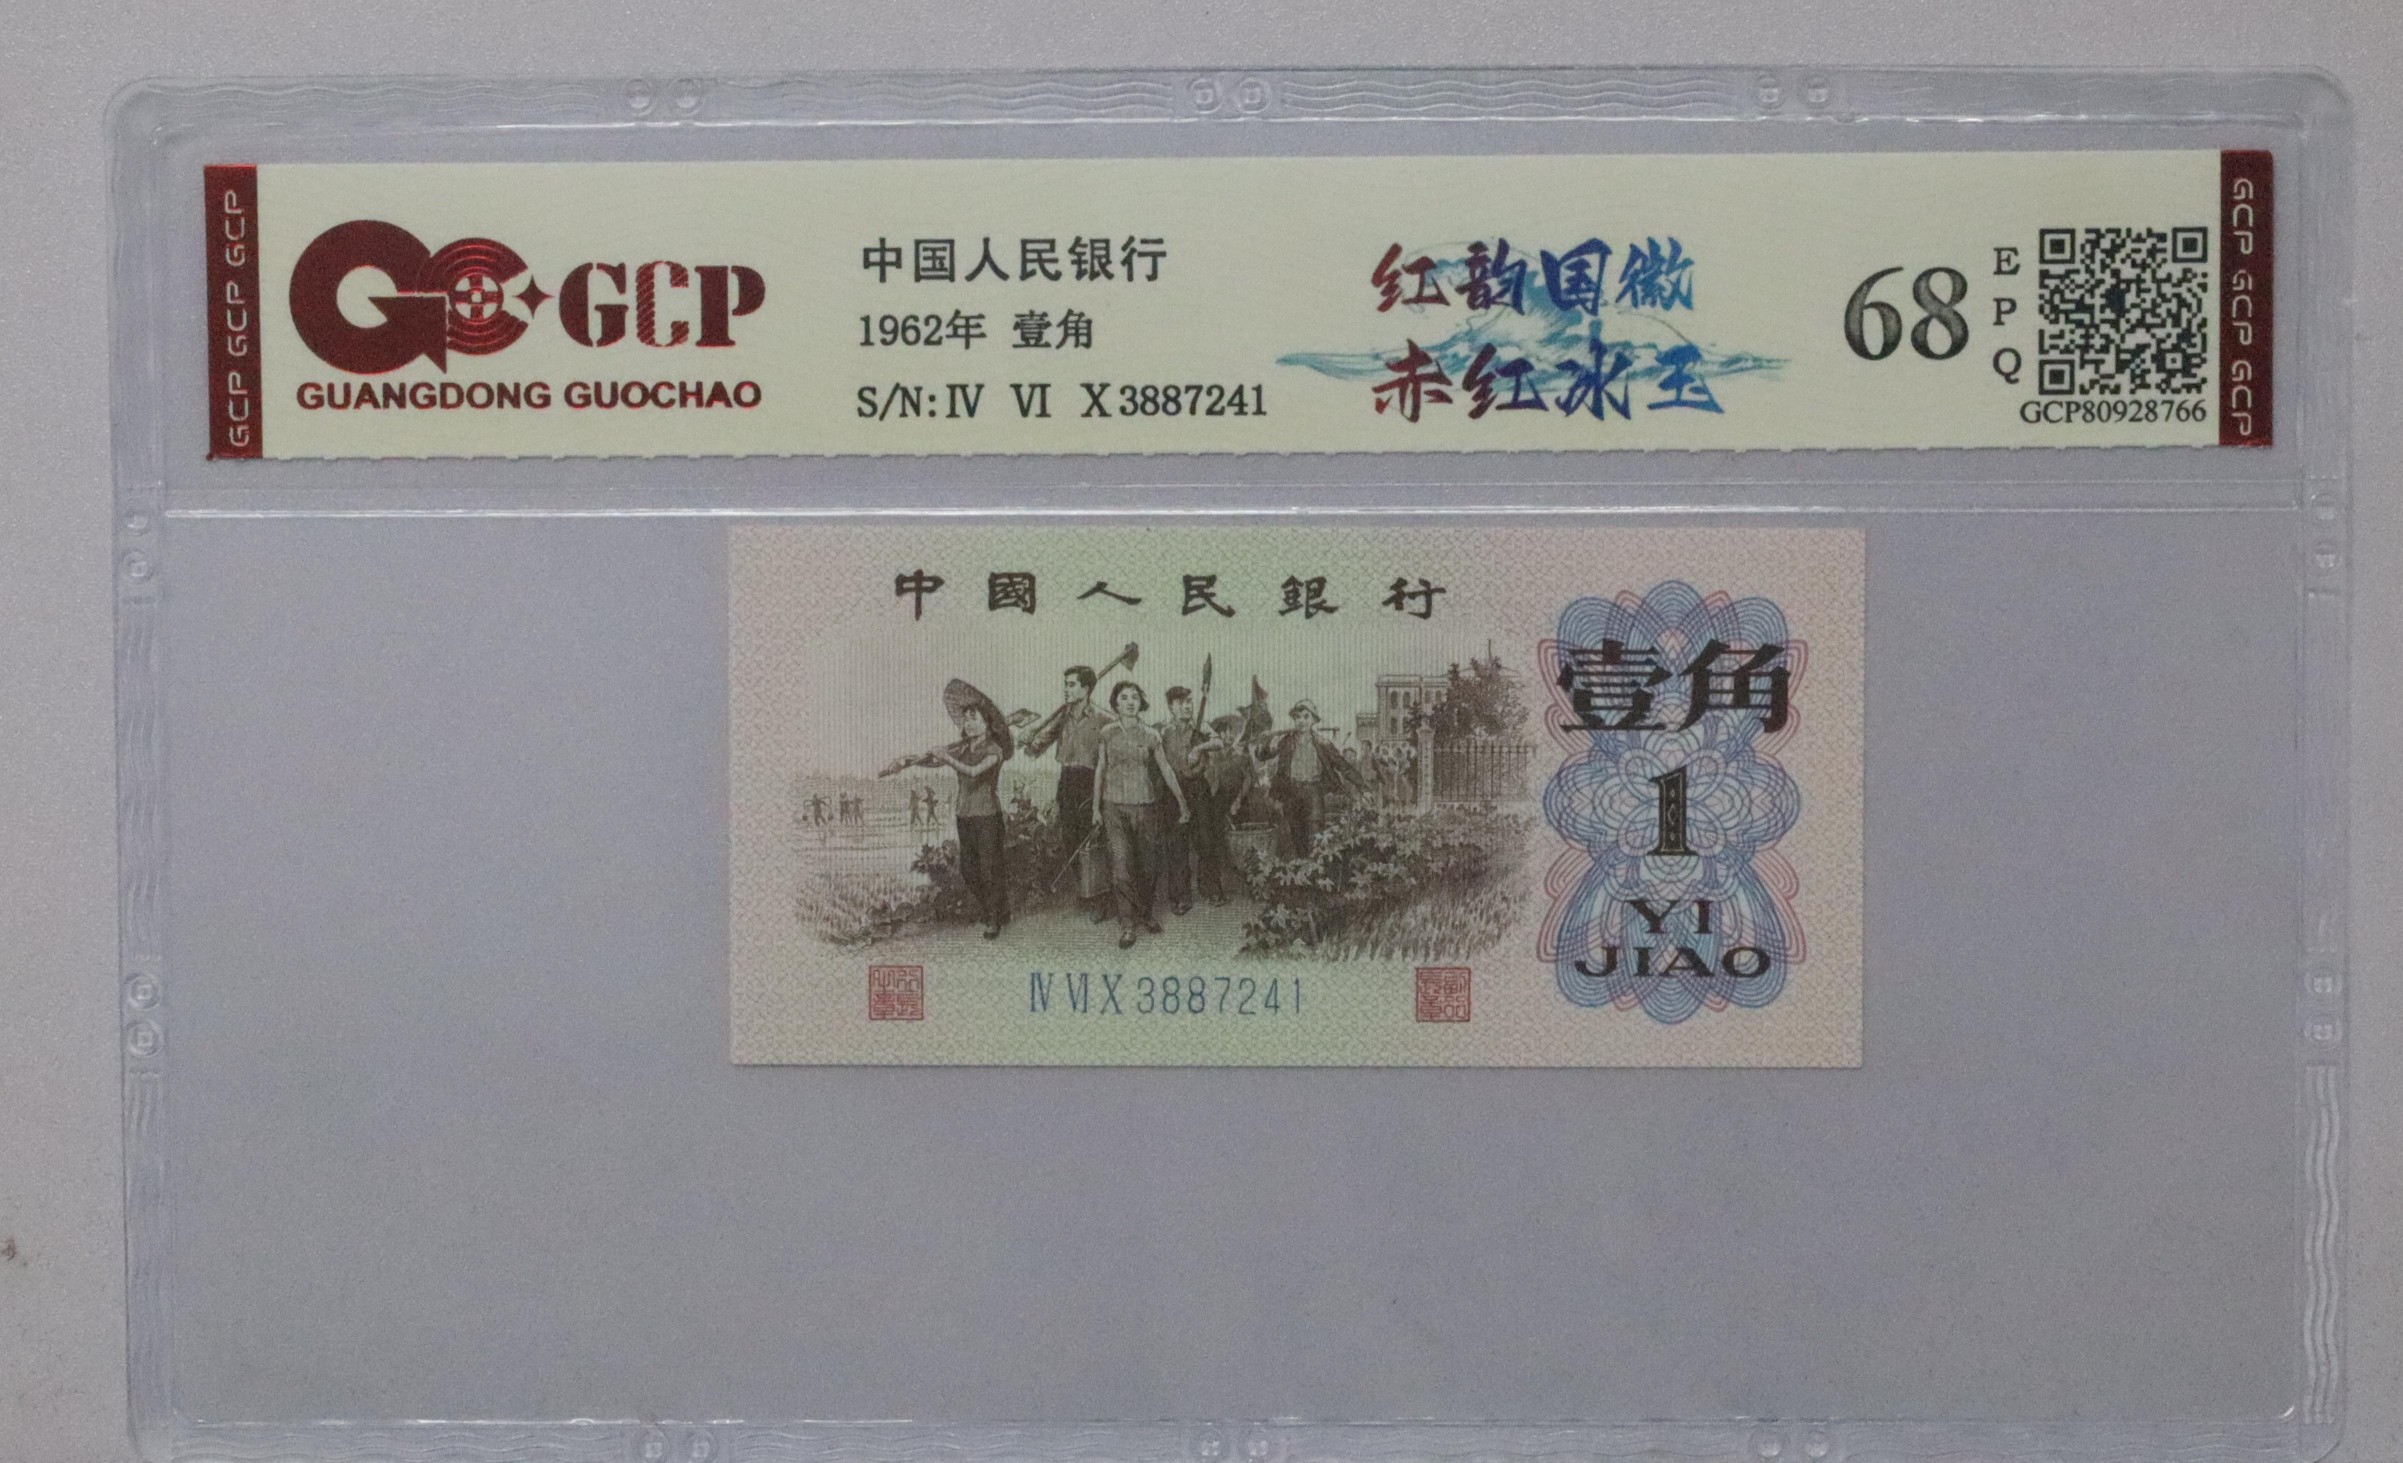 GCP GCP GCP
GCP
GUANGDONG GUOCHAO
中国人民银行
1962年 壹角
S/N: IV VI X 3887241
红韵国徽
赤红冰玉
68
E
P
Q
GCP80928766
GCP GCP GCP
中國人民銀行
壹角
1
YI
JIAO
IV VI X 3887241